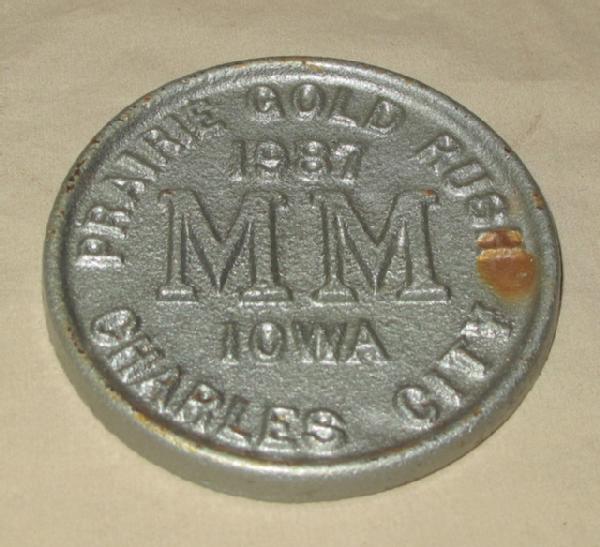 PRAIRIE GOLD RUSH
1987
MM
IOWA
CHARLES CITY